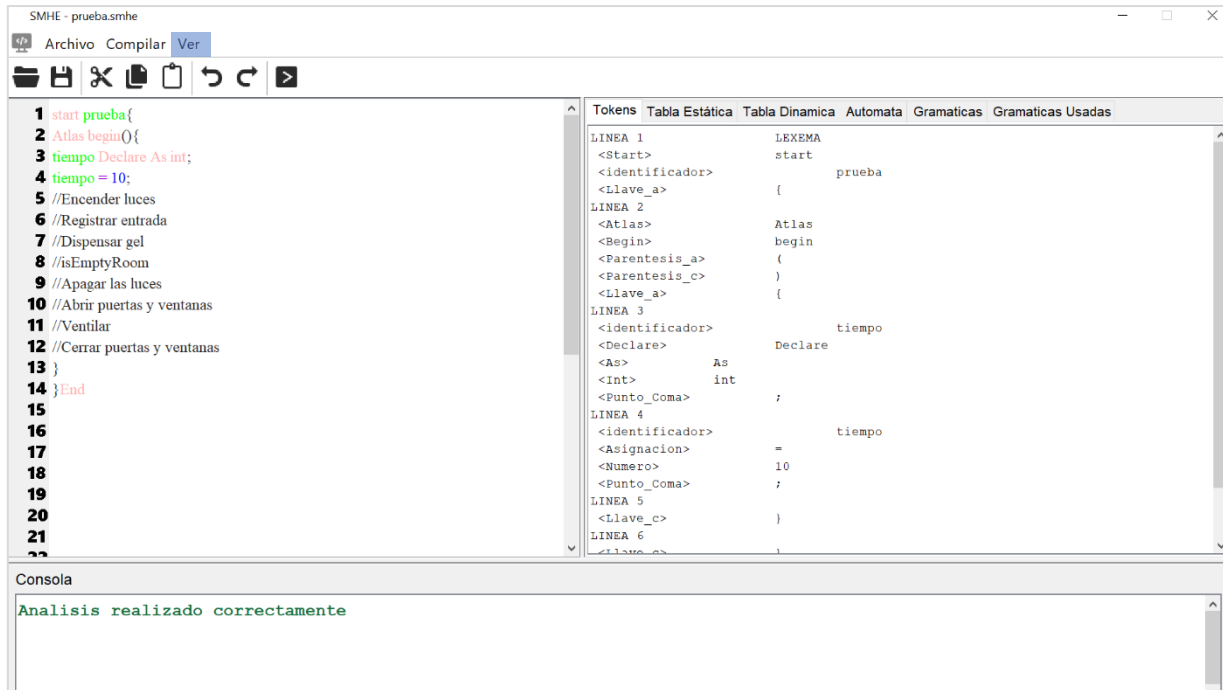 SMHE - prueba.smhe
Archivo Compilar Ver
1 start prueba{
2 Atlas begin(){
3 tiempo Declare As int;
4 tiempo = 10;
5 //Encender luces
6 //Registrar entrada
7 //Dispensar gel
8 //isEmptyRoom
9 //Apagar las luces
10 //Abrir puertas y ventanas
11 //Ventilar
12 //Cerrar puertas y ventanas
13 }
14 }End
15
16
17
18
19
20
21
22
Tokens Tabla Estática Tabla Dinamica Automata Gramaticas Gramaticas Usadas
LINEA 1 LEXEMA
<Start> start
<identificador> prueba
<Llave_a> {
LINEA 2
<Atlas> Atlas
<Begin> begin
<Parentesis_a> (
<Parentesis_c> )
<Llave_a> {
LINEA 3
<identificador> tiempo
<Declare> Declare
<As> As
<Int> int
<Punto_Coma> ;
LINEA 4
<identificador> tiempo
<Asignacion> =
<Numero> 10
<Punto_Coma> ;
LINEA 5
<Llave_c> }
LINEA 6
<Llave_c> }
Consola
Analisis realizado correctamente